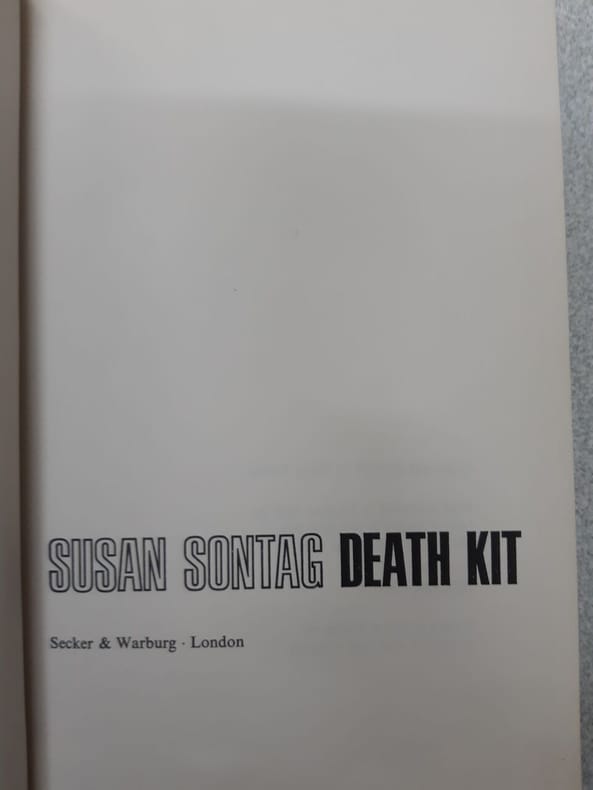 SUSAN SONTAG DEATH KIT
Secker & Warburg · London